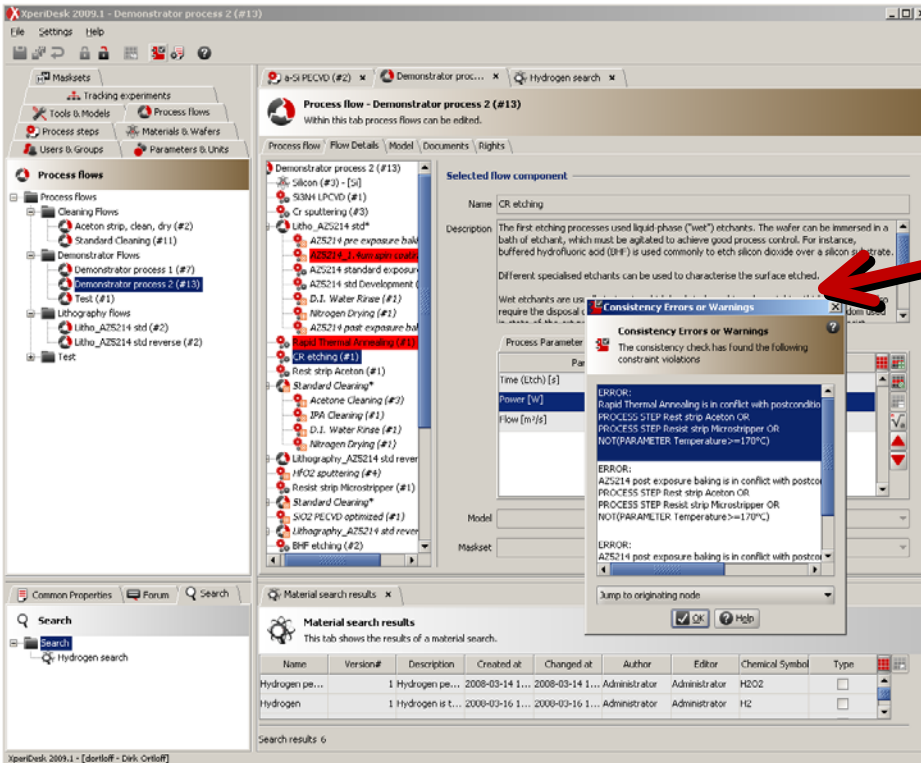 XperiDesk 2009.1 - Demonstrator process 2 (#13)
File Settings Help
Masksets
Tracking experiments
Tools & Models Process flows
Process steps Materials & Wafers
Users & Groups Parameters & Units
Process flows
Process flows
Cleaning Flows
Aceton strip, clean, dry (#2)
Standard Cleaning (#11)
Demonstrator Flows
Demonstrator process 1 (#7)
Demonstrator process 2 (#13)
Test (#1)
Lithography flows
Litho_AZ5214 std (#2)
Litho_AZ5214 std reverse (#2)
Test
a-Si PECVD (#2) Demonstrator proc... Hydrogen search
Process flow - Demonstrator process 2 (#13)
Within this tab process flows can be edited.
Process flow Flow Details Model Documents Rights
Demonstrator process 2 (#13)
Silicon (#3) - [Si]
Si3N4 LPCVD (#1)
Cr sputtering (#3)
Litho_AZ5214 std*
AZ5214 pre exposure baki
AZ5214_1.4um spin coati
AZ5214 standard exposure
AZ5214 std Development (
D.I. Water Rinse (#1)
Nitrogen Drying (#1)
AZ5214 post exposure bal
Rapid Thermal Annealing (#1)
CR etching (#1)
Rest strip Aceton (#1)
Standard Cleaning*
Acetone Cleaning (#3)
IPA Cleaning (#1)
D.I. Water Rinse (#1)
Nitrogen Drying (#1)
Lithography_AZ5214 std rever
HfO2 sputtering (#4)
Resist strip Microstripper (#1)
Standard Cleaning*
SiO2 PECVD optimized (#1)
Lithography_AZ5214 std rever
BHF etching (#2)
Selected flow component
Name CR etching
Description The first etching processes used liquid-phase ("wet") etchants. The wafer can be immersed in a
bath of etchant, which must be agitated to achieve good process control. For instance,
buffered hydrofluoric acid (BHF) is used commonly to etch silicon dioxide over a silicon substrate.
Different specialised etchants can be used to characterise the surface etched.
Wet etchants are
require the disposal
Process Parameter
Par
Time (Etch) [s]
Power [W]
Flow [m³/s]
Model
Maskset
Consistency Errors or Warnings
Consistency Errors or Warnings
The consistency check has found the following
constraint violations
ERROR:
Rapid Thermal Annealing is in conflict with postconditio
PROCESS STEP Rest strip Aceton OR
PROCESS STEP Resist strip Microstripper OR
NOT(PARAMETER Temperature>=170°C)
ERROR:
AZ5214 post exposure baking is in conflict with postcon
PROCESS STEP Rest strip Aceton OR
PROCESS STEP Resist strip Microstripper OR
NOT(PARAMETER Temperature>=170°C)
ERROR:
AZ5214 post exposure baking is in conflict with postcon
Jump to originating node
OK Help
Common Properties Forum Search
Search
Search
Hydrogen search
Material search results
Material search results
This tab shows the results of a material search.
Name Version# Description Created at Changed at Author Editor Chemical Symbol Type
Hydrogen pe... 1 Hydrogen pe... 2008-03-14 1... 2008-03-14 1... Administrator Administrator H2O2
Hydrogen 1 Hydrogen is t... 2008-03-16 1... 2008-03-16 1... Administrator Administrator H2
Search results 6
XperiDesk 2009.1 - [dortloff - Dirk Ortloff]